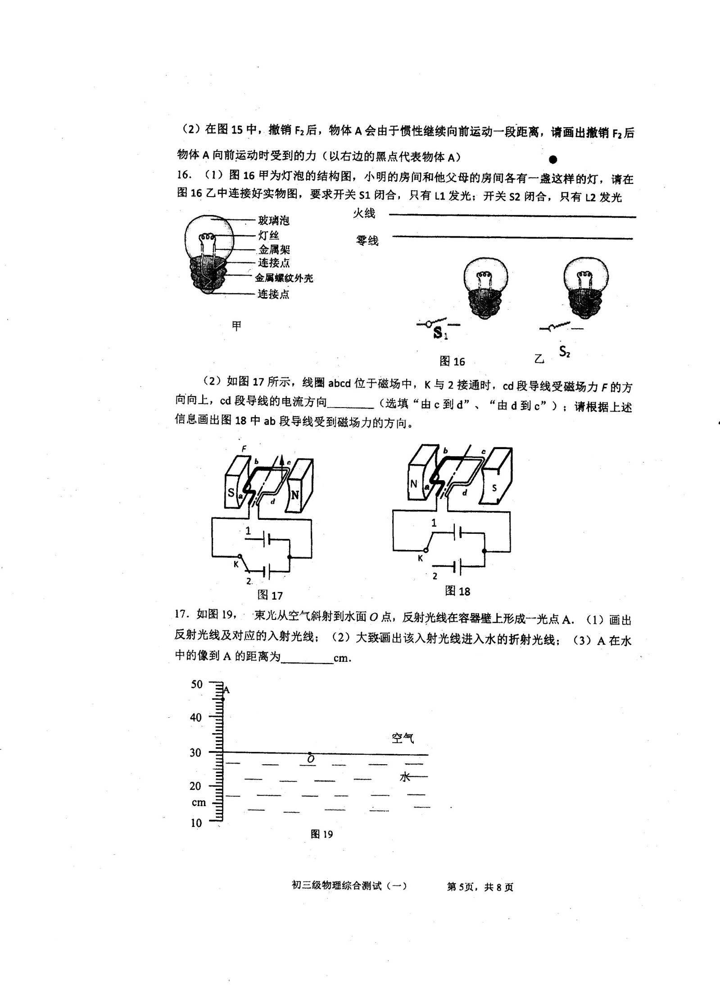 （2）在图 15 中，撤销 F₂后，物体 A 会由于惯性继续向前运动一段距离，请画出撤销 F₂后
物体 A 向前运动时受到的力（以右边的黑点代表物体 A）
16．（1）图 16 甲为灯泡的结构图，小明的房间和他父母的房间各有一盏这样的灯，请在
图 16 乙中连接好实物图，要求开关 S1 闭合，只有 L1 发光；开关 S2 闭合，只有 L2 发光
玻璃泡
灯丝
金属架
连接点
金属螺纹外壳
连接点
甲
火线
零线
S₁
S₂
图 16
乙
（2）如图 17 所示，线圈 abcd 位于磁场中，K 与 2 接通时，cd 段导线受磁场力 F 的方
向向上，cd 段导线的电流方向________（选填“由 c 到 d”、“由 d 到 c”）；请根据上述
信息画出图 18 中 ab 段导线受到磁场力的方向。
F
b
c
S
a
d
N
1
K
2
图 17
b
c
N
a
d
S
1
K
2
图 18
17．如图 19， 束光从空气斜射到水面 O 点，反射光线在容器壁上形成一光点 A．（1）画出
反射光线及对应的入射光线；（2）大致画出该入射光线进入水的折射光线；（3）A 在水
中的像到 A 的距离为_________cm．
50
A
40
空气
30
O
水
20
cm
10
图 19
初三级物理综合测试（一） 第 5页，共 8 页